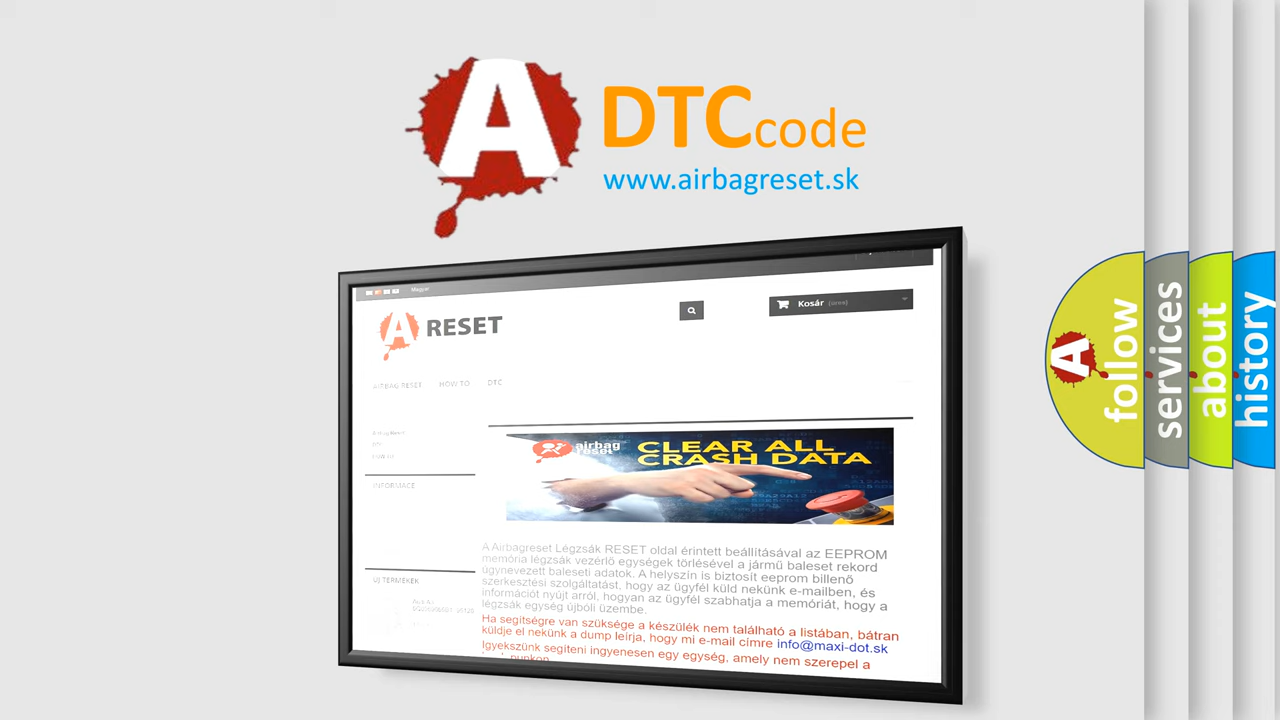 A
DTC code
www.airbagreset.sk
Magyar
A RESET
Kosár (üres)
AIRBAG RESET HOW TO DTC
INFORMACE
airbag
reset
CLEAR ALL
CRASH DATA
A Airbagreset Légzsák RESET oldal érintett beállításával az EEPROM
memória légzsák vezérlő egységek törlésével a jármű baleset rekord
úgynevezett baleseti adatok. A helyszín is biztosít eeprom billenő
szerkesztési szolgáltatást, hogy az ügyfél küld nekünk e-mailben, és
információt nyújt arról, hogyan az ügyfél szabhatja a memóriát, hogy a
légzsák egység újbóli üzembe.
ÚJ TERMÉKEK
Ha segítségre van szüksége a készülék nem található a listában, bátran
küldje el nekünk a dump leírja, hogy mi e-mail címre info@maxi-dot.sk
Igyekszünk segíteni ingyenesen egy egység, amely nem szerepel a
A
follow
services
about
history